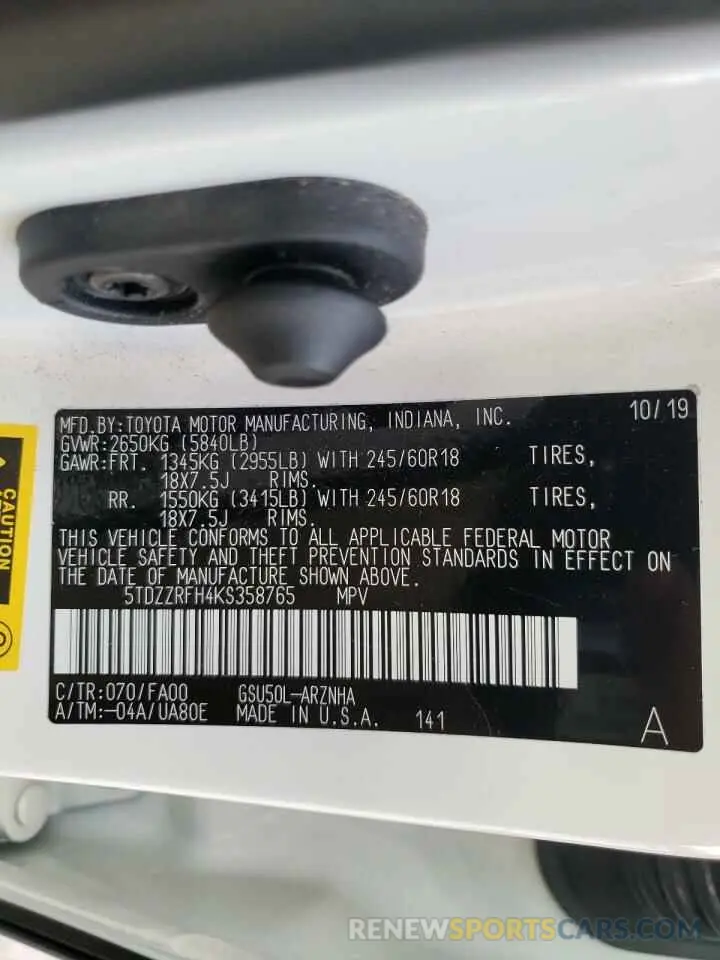 MFD.BY:TOYOTA MOTOR MANUFACTURING, INDIANA, INC. 10/19
GVWR:2650KG (5840LB)
GAWR:FRT. 1345KG (2955LB) WITH 245/60R18 TIRES,
18X7.5J RIMS.
RR. 1550KG (3415LB) WITH 245/60R18 TIRES,
18X7.5J RIMS.
THIS VEHICLE CONFORMS TO ALL APPLICABLE FEDERAL MOTOR
VEHICLE SAFETY AND THEFT PREVENTION STANDARDS IN EFFECT ON
THE DATE OF MANUFACTURE SHOWN ABOVE.
5TDZZRFH4KS358765 MPV
C/TR:070/FA00 GSU50L-ARZNHA
A/TM:-04A/UA80E MADE IN U.S.A. 141 A
CAUTION
RENEWSPORTSCARS.COM